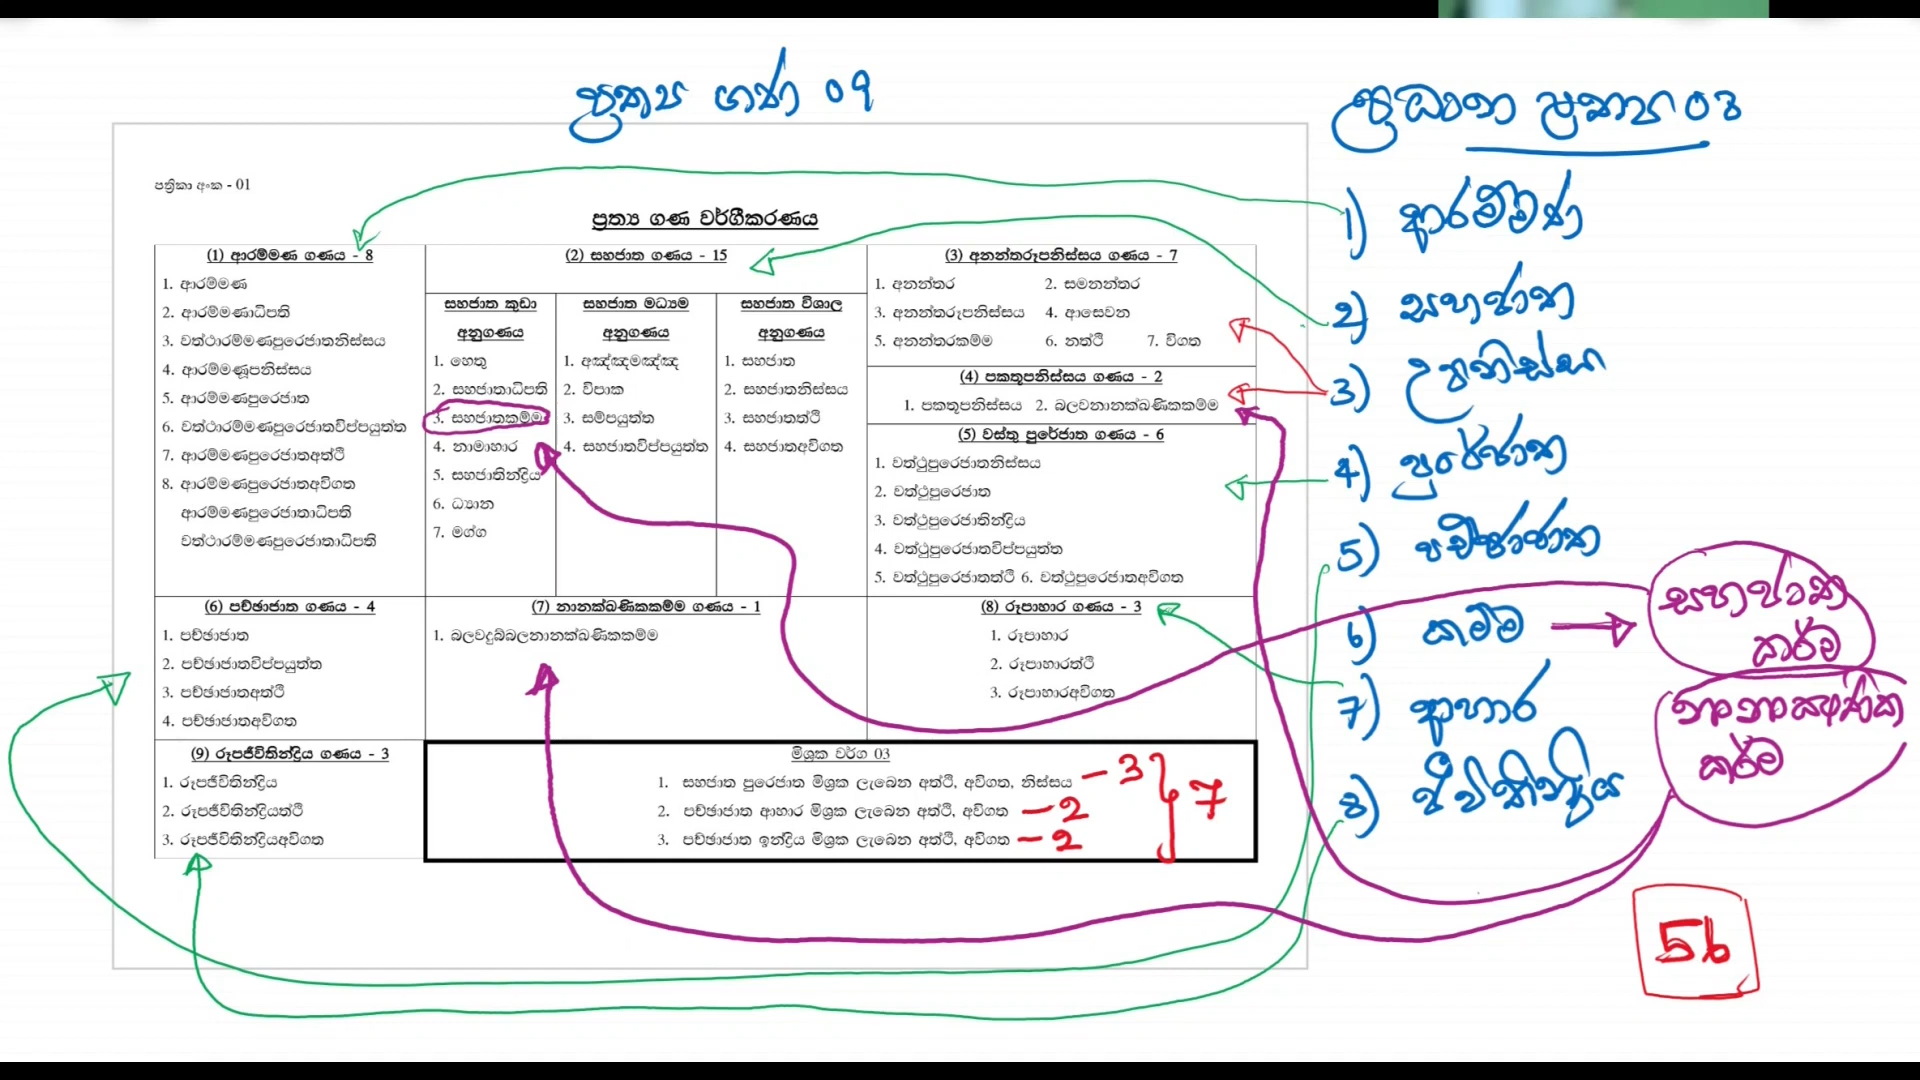 ප්‍රත්‍ය ගණ 09
ප්‍රධාන ප්‍රත්‍ය 08
පත්‍රිකා අංක - 01
ප්‍රත්‍ය ගණ වර්ගීකරණය
(1) ආරම්මණ ගණය - 8
1. ආරම්මණ
2. ආරම්මණාධිපති
3. වත්ථාරම්මණපුරෙජාතනිස්සය
4. ආරම්මණූපනිස්සය
5. ආරම්මණපුරෙජාත
6. වත්ථාරම්මණපුරෙජාතවිප්පයුත්ත
7. ආරම්මණපුරෙජාතඅත්ථි
8. ආරම්මණපුරෙජාතඅවිගත
ආරම්මණපුරෙජාතාධිපති
වත්ථාරම්මණපුරෙජාතාධිපති
(2) සහජාත ගණය - 15
සහජාත කුඩා
අනුගණය
1. හෙතු
2. සහජාතාධිපති
3. සහජාතකම්ම
4. නාමාහාර
5. සහජාතින්ද්‍රිය
6. ධ්‍යාන
7. මග්ග
සහජාත මධ්‍යම
අනුගණය
1. අඤ්ඤමඤ්ඤ
2. විපාක
3. සම්පයුත්ත
4. සහජාතවිප්පයුත්ත
සහජාත විශාල
අනුගණය
1. සහජාත
2. සහජාතනිස්සය
3. සහජාතත්ථි
4. සහජාතඅවිගත
(3) අනන්තරූපනිස්සය ගණය - 7
1. අනන්තර 2. සමනන්තර
3. අනන්තරූපනිස්සය 4. ආසෙවන
5. අනන්තරකම්ම 6. නත්ථි 7. විගත
(4) පකතූපනිස්සය ගණය - 2
1. පකතූපනිස්සය 2. බලවනානක්ඛණිකකම්ම
(5) වස්තු පුරේජාත ගණය - 6
1. වත්ථුපුරෙජාතනිස්සය
2. වත්ථුපුරෙජාත
3. වත්ථුපුරෙජාතින්ද්‍රිය
4. වත්ථුපුරෙජාතවිප්පයුත්ත
5. වත්ථුපුරෙජාතත්ථි 6. වත්ථුපුරෙජාතඅවිගත
(6) පච්ඡාජාත ගණය - 4
1. පච්ඡාජාත
2. පච්ඡාජාතවිප්පයුත්ත
3. පච්ඡාජාතඅත්ථි
4. පච්ඡාජාතඅවිගත
(7) නානක්ඛණිකකම්ම ගණය - 1
1. බලවදුබ්බලනානක්ඛණිකකම්ම
(8) රූපාහාර ගණය - 3
1. රූපාහාර
2. රූපාහාරත්ථි
3. රූපාහාරඅවිගත
(9) රූපජීවිතින්ද්‍රිය ගණය - 3
1. රූපජීවිතින්ද්‍රිය
2. රූපජීවිතින්ද්‍රියත්ථි
3. රූපජීවිතින්ද්‍රියඅවිගත
මිශ්‍රක වර්ග 03
1. සහජාත පුරෙජාත මිශ්‍රක ලැබෙන අත්ථි, අවිගත, නිස්සය - 3
2. පච්ඡාජාත ආහාර මිශ්‍රක ලැබෙන අත්ථි, අවිගත - 2
3. පච්ඡාජාත ඉන්ද්‍රිය මිශ්‍රක ලැබෙන අත්ථි, අවිගත - 2
7
1) ආරම්මණ
2) සහජාත
3) උපනිස්සය
4) පුරේජාත
5) පච්ඡාජාත
6) කම්ම
සහජාත
කර්ම
නානාක්ෂණික
කර්ම
7) ආහාර
8) ජීවිතින්ද්‍රිය
56